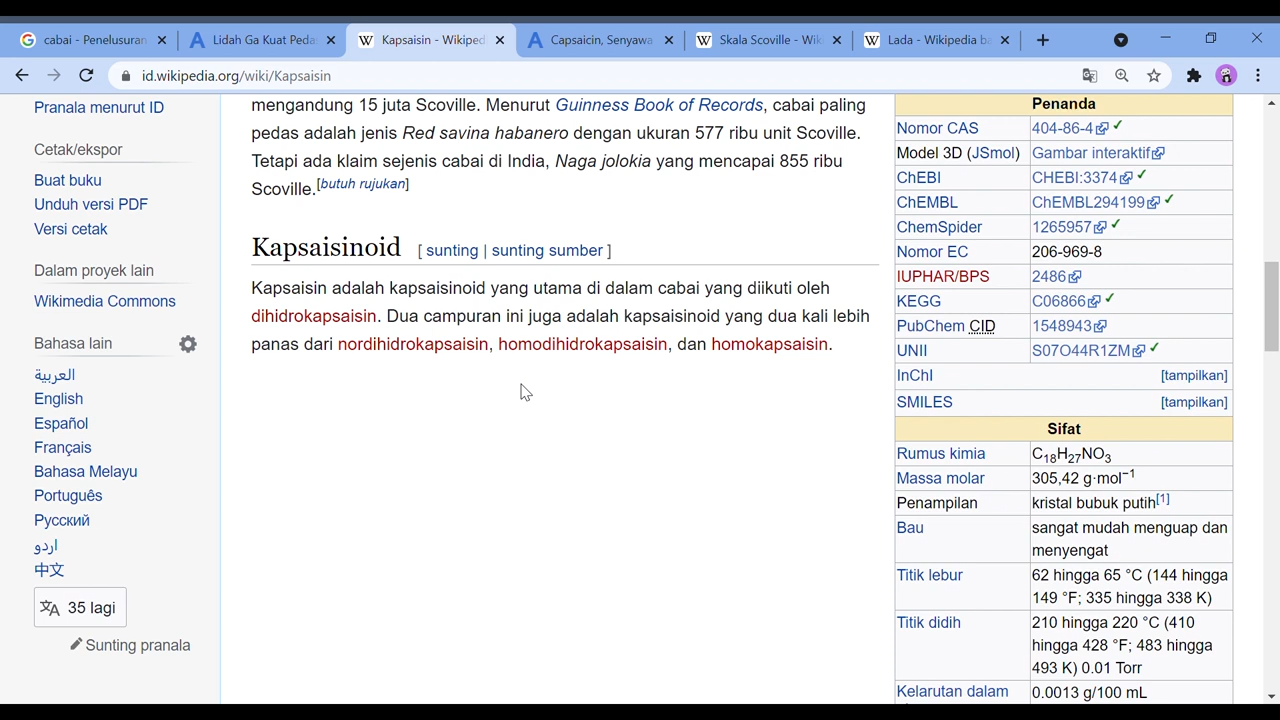 cabai - Penelusuran
Lidah Ga Kuat Peda
Kapsaisin - Wikiped
Capsaicin, Senyawa
Skala Scoville - Wiki
Lada - Wikipedia ba
id.wikipedia.org/wiki/Kapsaisin
Pranala menurut ID
Cetak/ekspor
Buat buku
Unduh versi PDF
Versi cetak
Dalam proyek lain
Wikimedia Commons
Bahasa lain
العربية
English
Español
Français
Bahasa Melayu
Português
Русский
اردو
中文
35 lagi
Sunting pranala
mengandung 15 juta Scoville. Menurut Guinness Book of Records, cabai paling
pedas adalah jenis Red savina habanero dengan ukuran 577 ribu unit Scoville.
Tetapi ada klaim sejenis cabai di India, Naga jolokia yang mencapai 855 ribu
Scoville.[butuh rujukan]
Kapsaisinoid [ sunting | sunting sumber ]
Kapsaisin adalah kapsaisinoid yang utama di dalam cabai yang diikuti oleh
dihidrokapsaisin. Dua campuran ini juga adalah kapsaisinoid yang dua kali lebih
panas dari nordihidrokapsaisin, homodihidrokapsaisin, dan homokapsaisin.
Penanda
Nomor CAS 404-86-4 ✓
Model 3D (JSmol) Gambar interaktif
ChEBI CHEBI:3374 ✓
ChEMBL ChEMBL294199 ✓
ChemSpider 1265957 ✓
Nomor EC 206-969-8
IUPHAR/BPS 2486
KEGG C06866 ✓
PubChem CID 1548943
UNII S07O44R1ZM ✓
InChI [tampilkan]
SMILES [tampilkan]
Sifat
Rumus kimia C₁₈H₂₇NO₃
Massa molar 305,42 g·mol⁻¹
Penampilan kristal bubuk putih[1]
Bau sangat mudah menguap dan
menyengat
Titik lebur 62 hingga 65 °C (144 hingga
149 °F; 335 hingga 338 K)
Titik didih 210 hingga 220 °C (410
hingga 428 °F; 483 hingga
493 K) 0.01 Torr
Kelarutan dalam 0.0013 g/100 mL